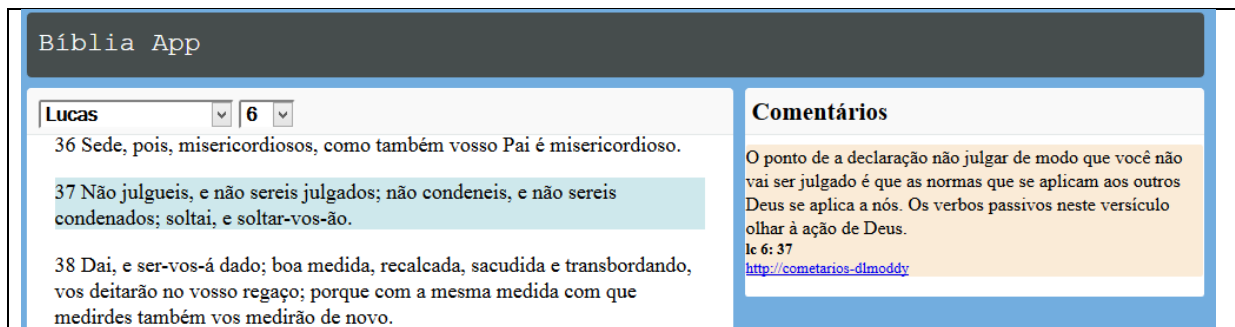 Bíblia App
Lucas 6
36 Sede, pois, misericordiosos, como também vosso Pai é misericordioso.
37 Não julgueis, e não sereis julgados; não condeneis, e não sereis
condenados; soltai, e soltar-vos-ão.
38 Dai, e ser-vos-á dado; boa medida, recalcada, sacudida e transbordando,
vos deitarão no vosso regaço; porque com a mesma medida com que
medirdes também vos medirão de novo.
Comentários
O ponto de a declaração não julgar de modo que você não
vai ser julgado é que as normas que se aplicam aos outros
Deus se aplica a nós. Os verbos passivos neste versículo
olhar à ação de Deus.
lc 6: 37
http://cometarios-dlmoddy